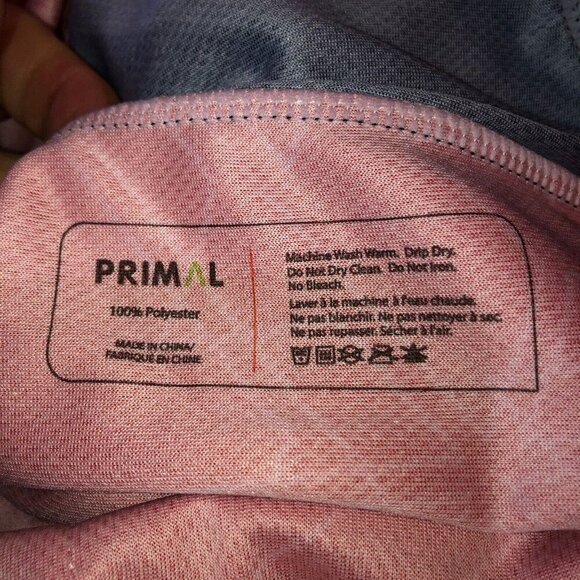 PRIMAL
100% Polyester
MADE IN CHINA/
FABRIQUÉ EN CHINE
Machine Wash Warm. Drip Dry.
Do Not Dry Clean. Do Not Iron.
No Bleach.
Laver à le machine à l'eau chaude.
Ne pas blanchir. Ne pas nettoyer à sec.
Ne pas repasser. Sécher à l'air.